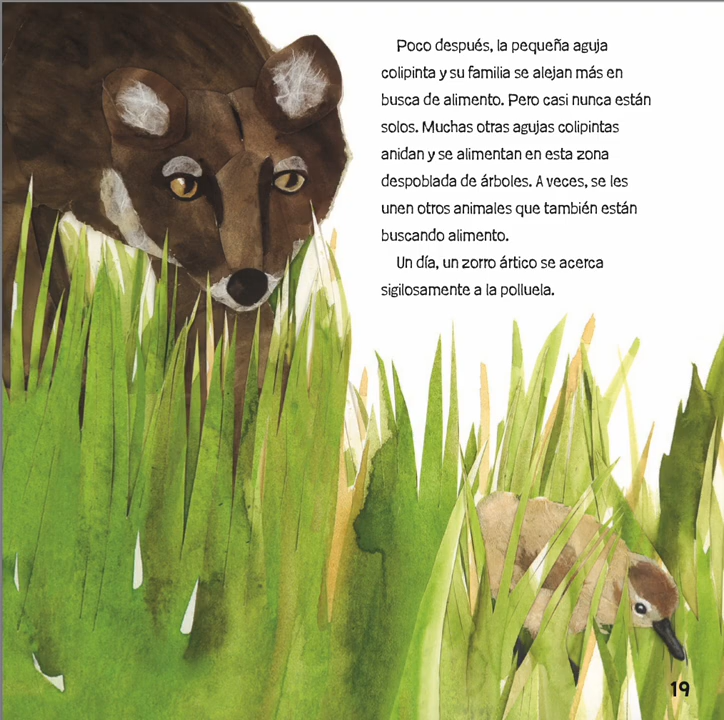 Poco después, la pequeña aguja
colipinta y su familia se alejan más en
busca de alimento. Pero casi nunca están
solos. Muchas otras agujas colipintas
anidan y se alimentan en esta zona
despoblada de árboles. A veces, se les
unen otros animales que también están
buscando alimento.
Un día, un zorro ártico se acerca
sigilosamente a la polluela.
19